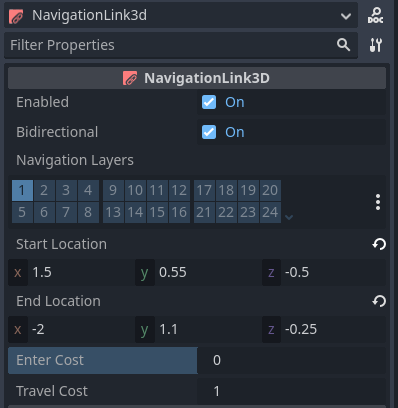 NavigationLink3d
DOC
Filter Properties
NavigationLink3D
Enabled On
Bidirectional On
Navigation Layers
1 2 3 4 9 10 11 12 17 18 19 20
5 6 7 8 13 14 15 16 21 22 23 24
Start Location
x 1.5 y 0.55 z -0.5
End Location
x -2 y 1.1 z -0.25
Enter Cost 0
Travel Cost 1